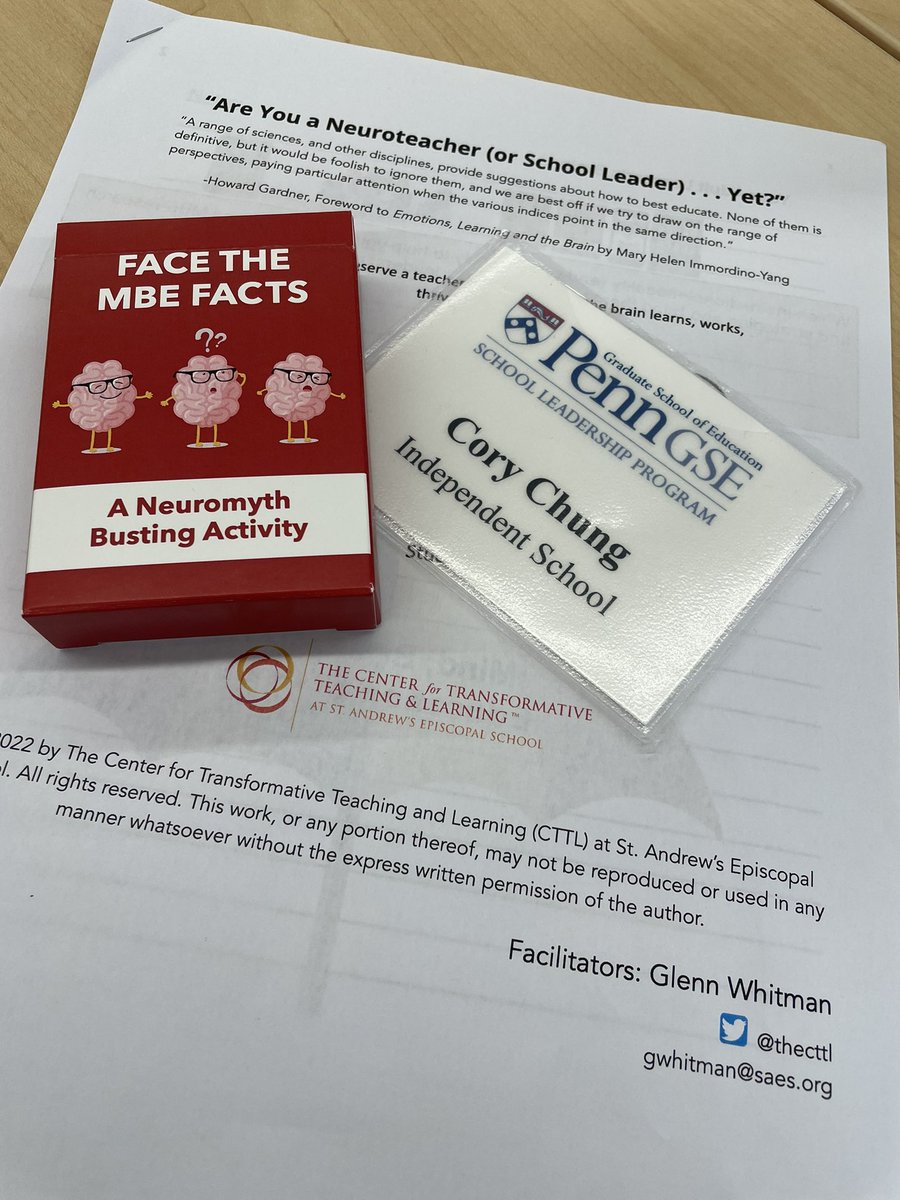 “Are You a Neuroteacher (or School Leader) . . . Yet?”
“A range of sciences, and other disciplines, provide suggestions about how to best educate. None of them is
definitive, but it would be foolish to ignore them, and we are best off if we try to draw on the range of
perspectives, paying particular attention when the various indices point in the same direction.”
-Howard Gardner, Foreword to Emotions, Learning and the Brain by Mary Helen Immordino-Yang
a teacher
brain learns, works,
FACE THE
MBE FACTS
???
A Neuromyth
Busting Activity
Penn GSE
Graduate School of Education
SCHOOL LEADERSHIP PROGRAM
Cory Chung
Independent School
THE CENTER for TRANSFORMATIVE
TEACHING & LEARNING™
AT ST. ANDREW'S EPISCOPAL SCHOOL
2022 by The Center for Transformative Teaching and Learning (CTTL) at St. Andrew's Episcopal
All rights reserved. This work, or any portion thereof, may not be reproduced or used in any
manner whatsoever without the express written permission of the author.
Facilitators: Glenn Whitman
@thecttl
gwhitman@saes.org